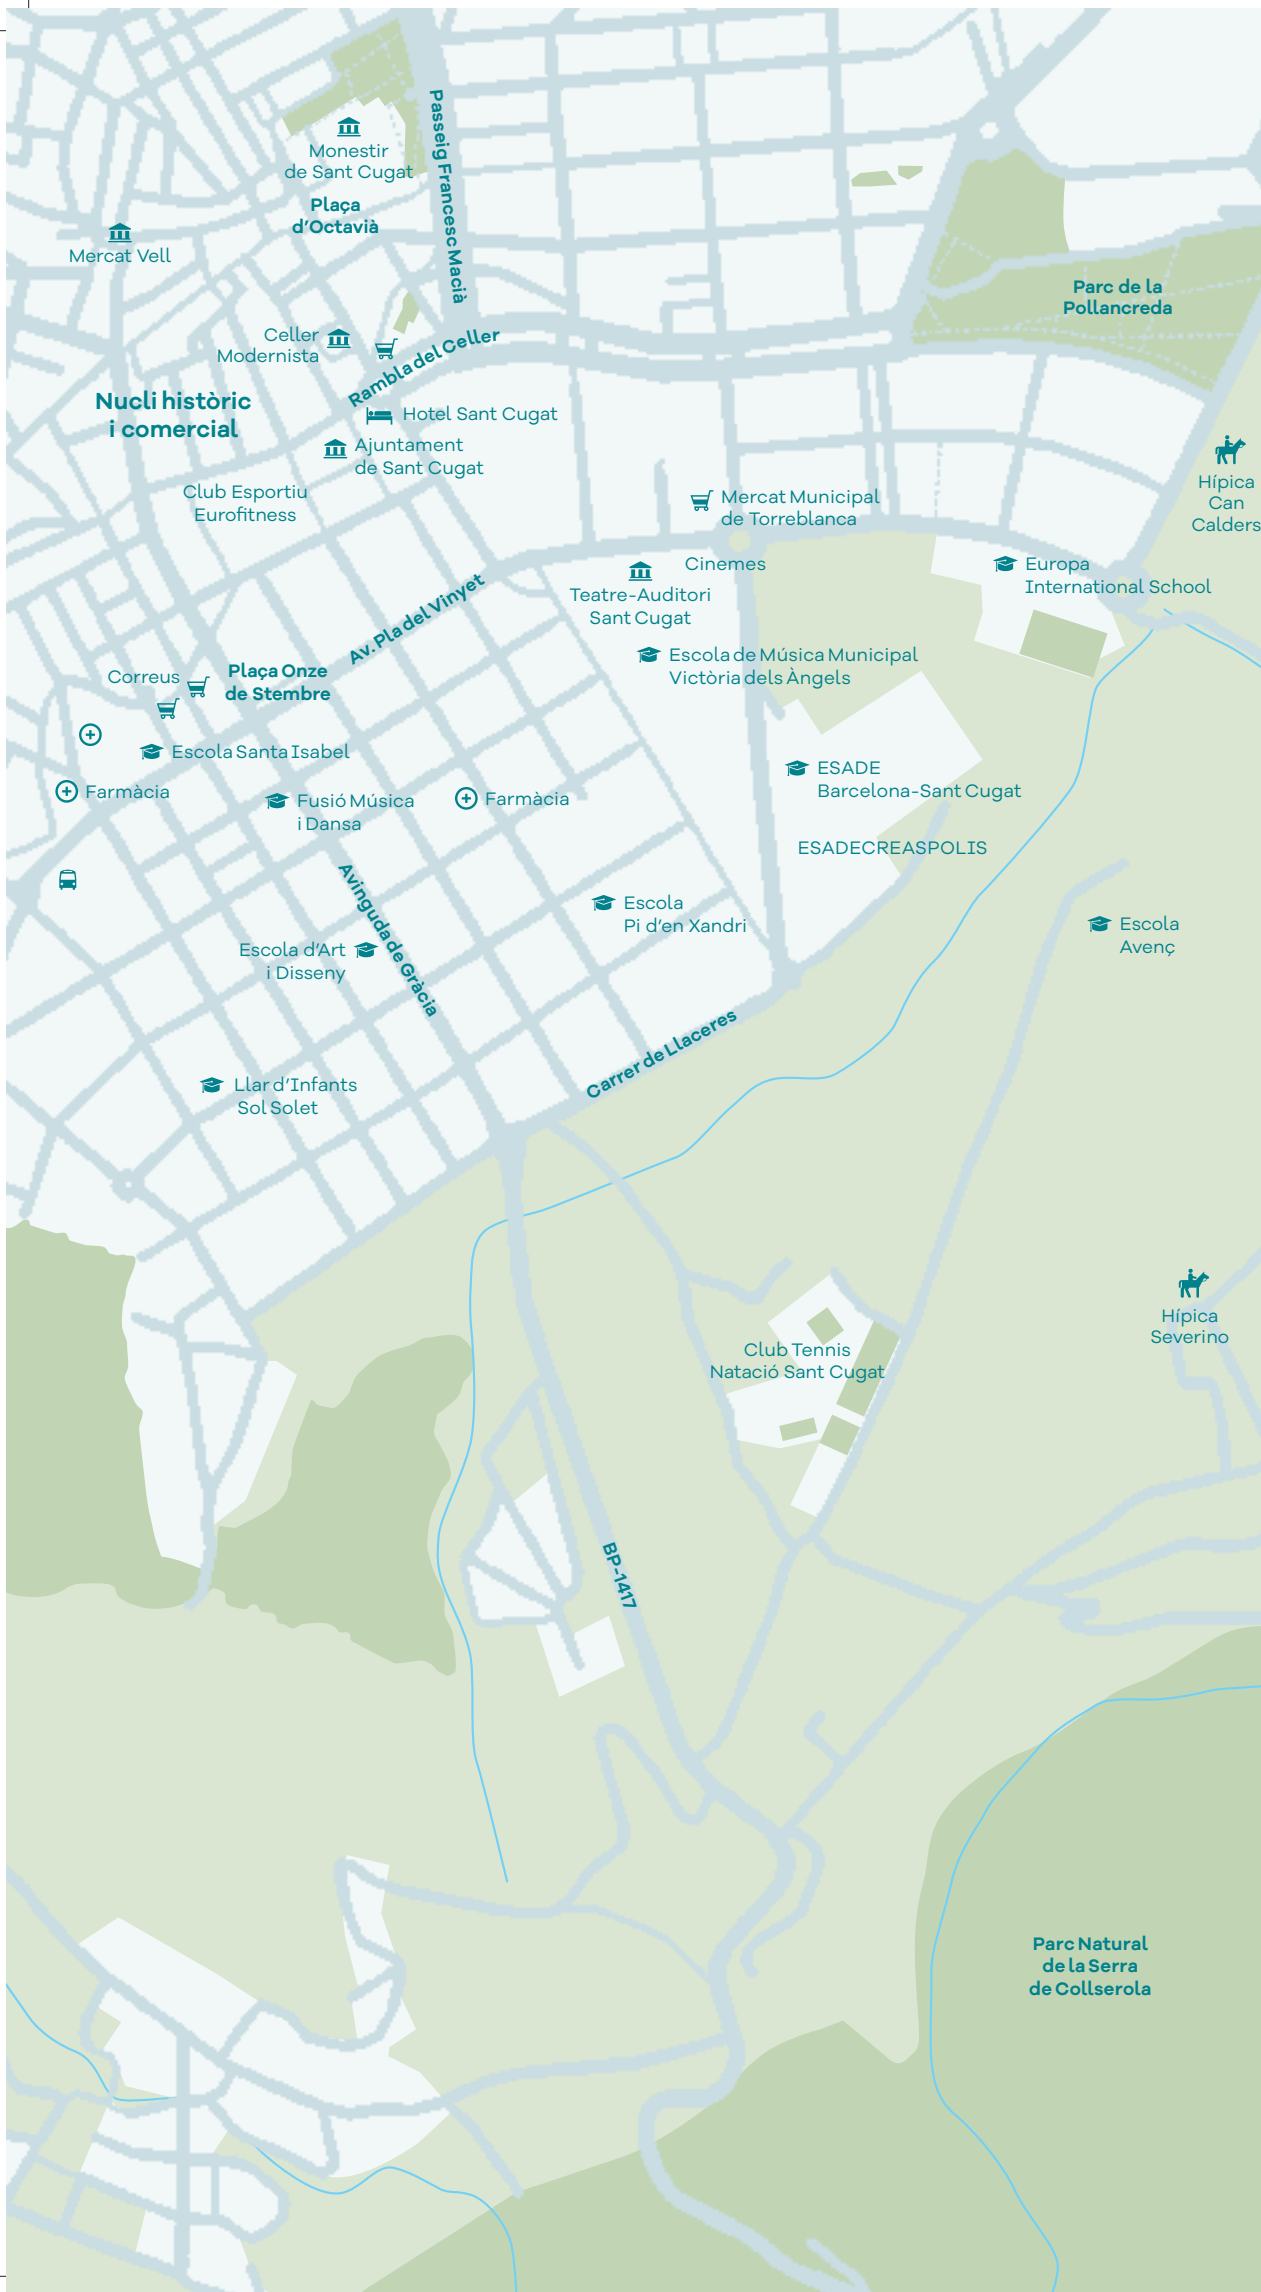 Passeig Francesc Macià
Monestir
de Sant Cugat
Plaça
d'Octavià
Mercat Vell
Parc de la
Pollancreda
Celler
Modernista
Rambla del Celler
Nucli històric
i comercial
Hotel Sant Cugat
Ajuntament
de Sant Cugat
Hípica
Can
Calders
Club Esportiu
Eurofitness
Mercat Municipal
de Torreblanca
Cinemes
Europa
International School
Teatre-Auditori
Sant Cugat
Av. Pla del Vinyet
Escola de Música Municipal
Victòria dels Àngels
Correus
Plaça Onze
de Stembre
Escola Santa Isabel
ESADE
Barcelona-Sant Cugat
Farmàcia
Fusió Música
i Dansa
Farmàcia
ESADECREASPOLIS
Avinguda de Gràcia
Escola
Pi d'en Xandri
Escola
Avenç
Escola d'Art
i Disseny
Carrer de Llaceres
Llar d'Infants
Sol Solet
Hípica
Severino
Club Tennis
Natació Sant Cugat
BP-1417
Parc Natural
de la Serra
de Collserola